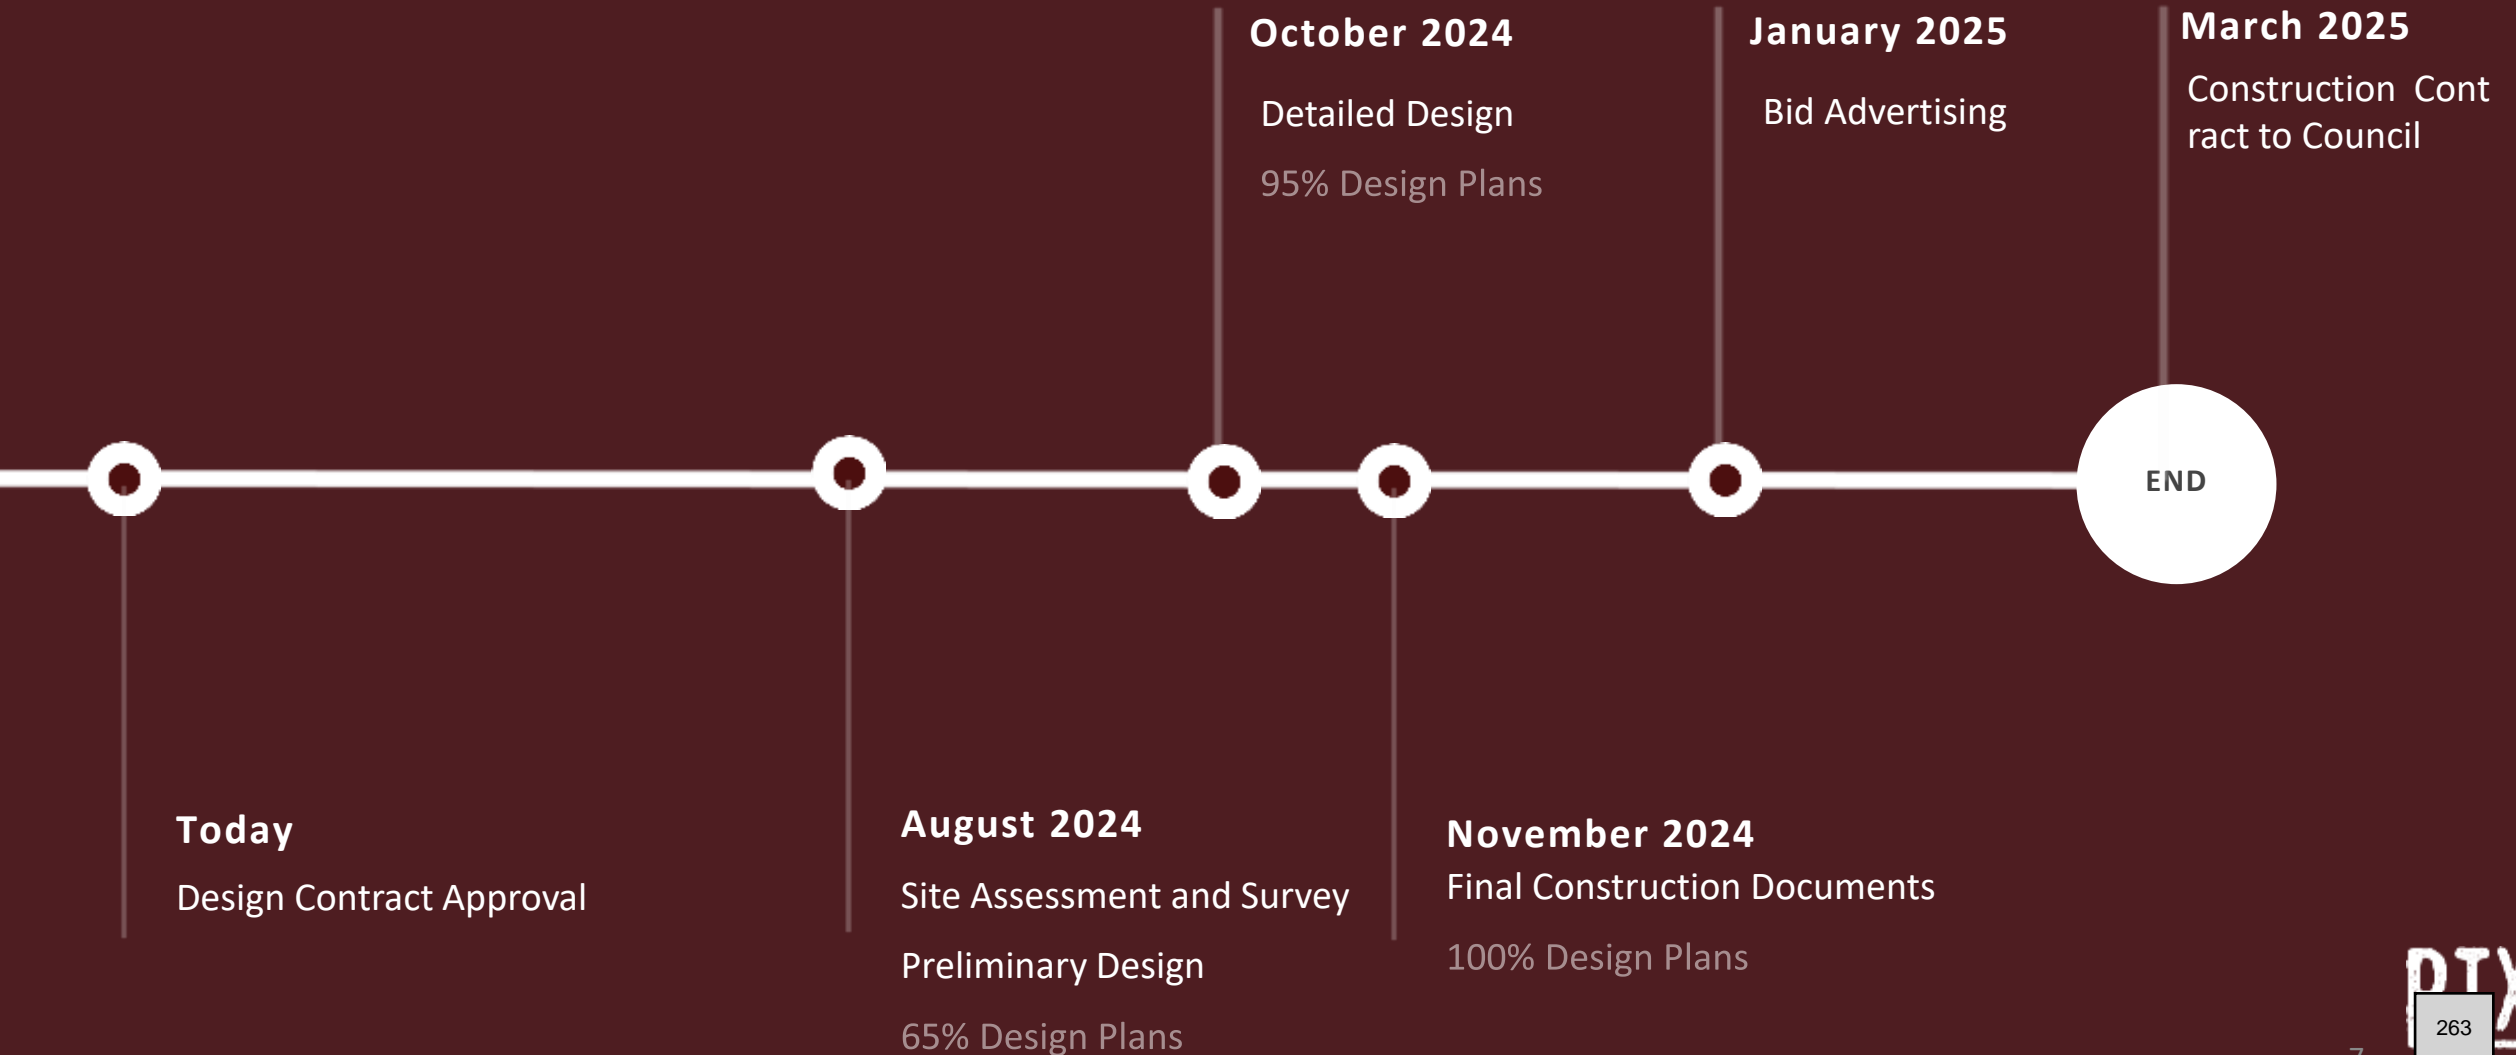 October 2024
Detailed Design
95% Design Plans
January 2025
Bid Advertising
March 2025
Construction Cont
ract to Council
END
Today
Design Contract Approval
August 2024
Site Assessment and Survey
Preliminary Design
65% Design Plans
November 2024
Final Construction Documents
100% Design Plans
263